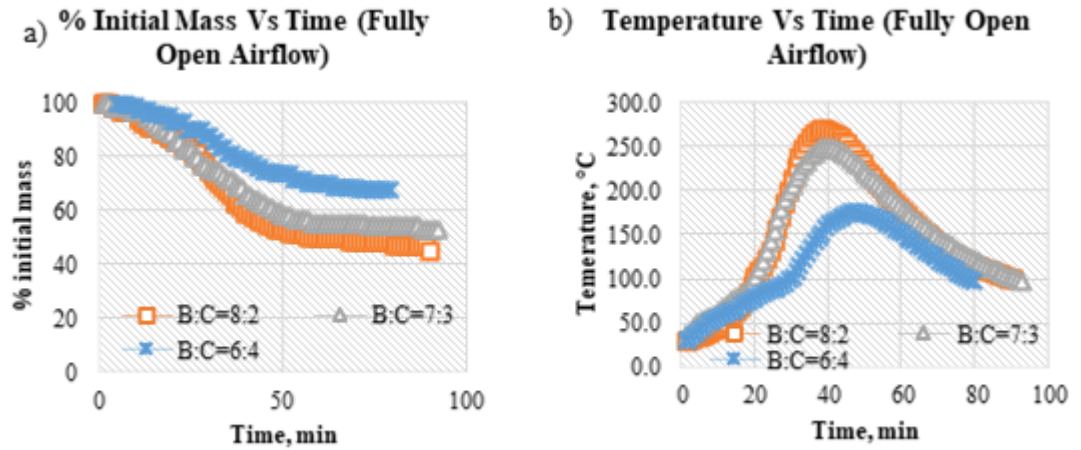 a) % Initial Mass Vs Time (Fully
Open Airflow)
100
80
60
40
20
0
% initial mass
B:C=8:2
B:C=7:3
B:C=6:4
0
50
100
Time, min
b) Temperature Vs Time (Fully Open
Airflow)
300.0
250.0
200.0
150.0
100.0
50.0
0.0
Temerature, °C
B:C=8:2
B:C=7:3
B:C=6:4
0
20
40
60
80
100
Time, min